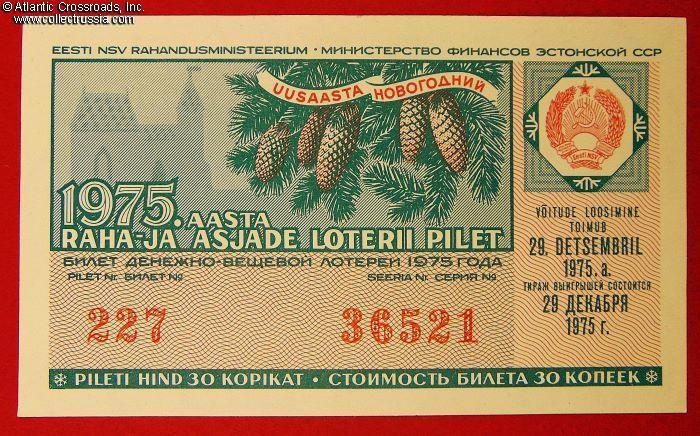 © Atlantic Crossroads, Inc.
www.collectrussia.com
EESTI NSV RAHANDUSMINISTEERIUM • МИНИСТЕРСТВО ФИНАНСОВ ЭСТОНСКОЙ ССР
UUSAASTA НОВОГОДНИЙ
Eesti NSV
1975. AASTA
RAHA-JA ASJADE LOTERII PILET
БИЛЕТ ДЕНЕЖНО-ВЕЩЕВОЙ ЛОТЕРЕИ 1975 ГОДА
PILET Nr. БИЛЕТ № SEERIA Nr. СЕРИЯ №
227 36521
VÕITUDE LOOSIMINE
TOIMUB
29. DETSEMBRIL
1975. a.
ТИРАЖ ВЫИГРЫШЕЙ СОСТОИТСЯ
29 ДЕКАБРЯ
1975 г.
PILETI HIND 30 KOPIKAT • СТОИМОСТЬ БИЛЕТА 30 КОПЕЕК